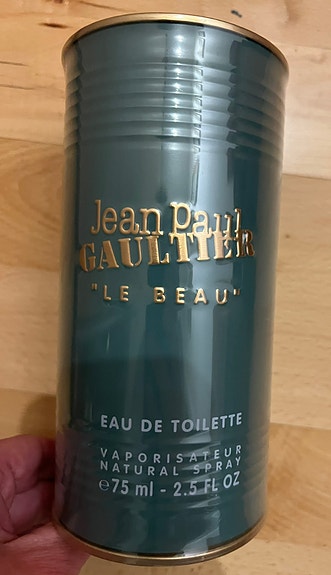 Jean Paul
GAULTIER
"LE BEAU"
EAU DE TOILETTE
VAPORISATEUR
NATURAL SPRAY
℮75 ml - 2.5 FL OZ